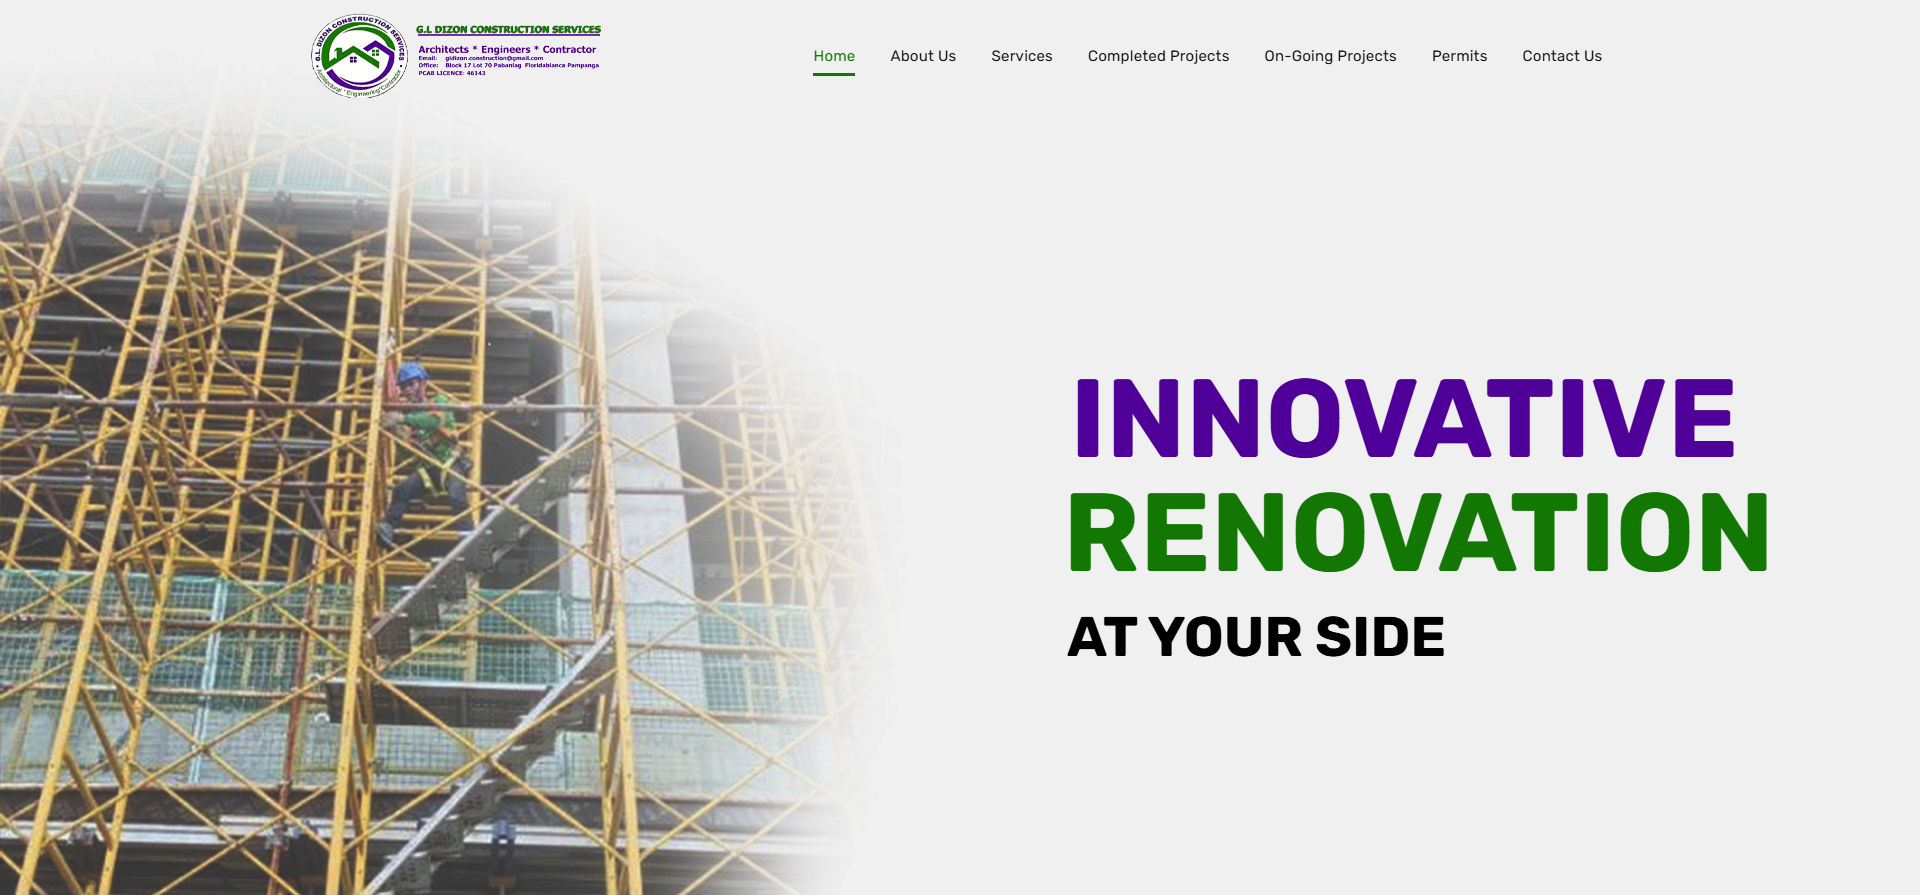 G.L DIZON CONSTRUCTION SERVICES
Architectural * Engineering * Contractor
G.L DIZON CONSTRUCTION SERVICES
Architects * Engineers * Contractor
Email: gldizon.construction@gmail.com
Office: Block 17 Lot 70 Pabanlag Floridablanca Pampanga
PCAB LICENCE: 46143
Home About Us Services Completed Projects On-Going Projects Permits Contact Us
INNOVATIVE
RENOVATION
AT YOUR SIDE